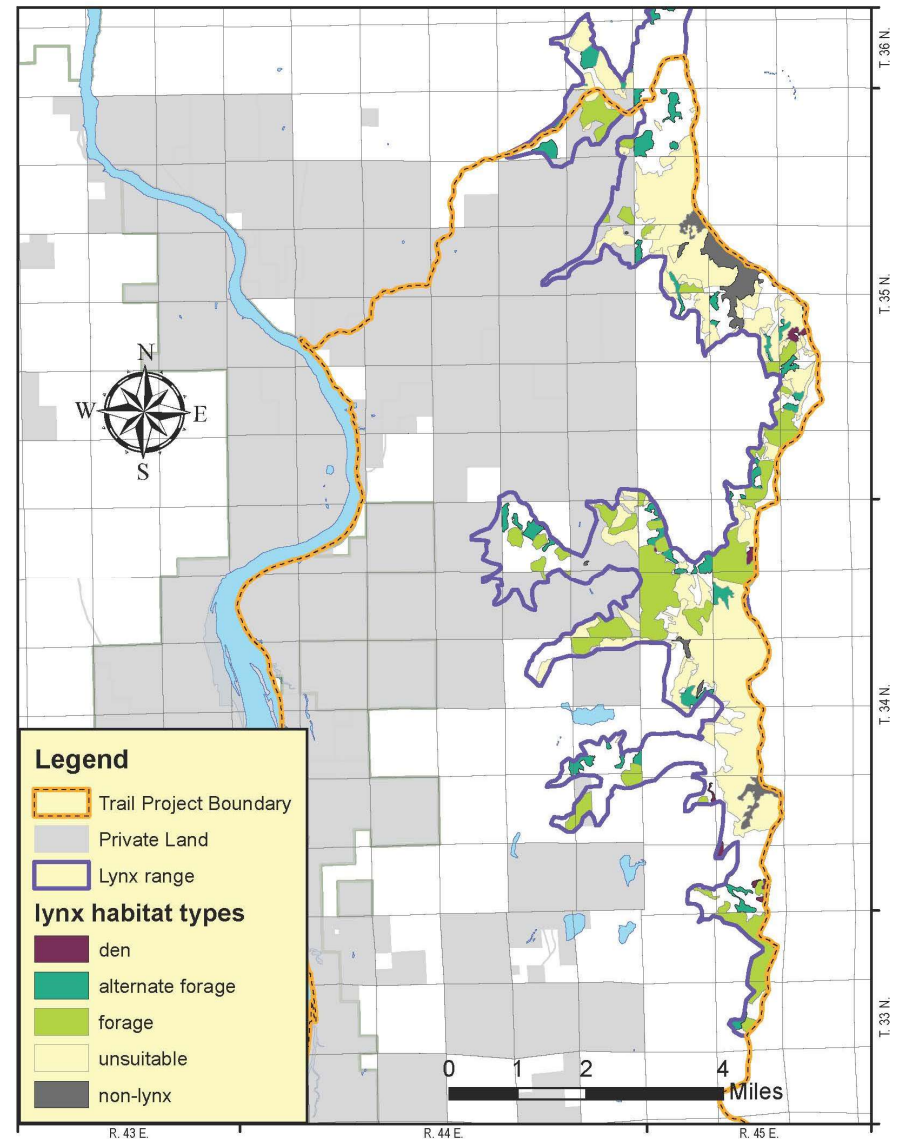 T. 36 N.
T. 35 N.
N
W E
S
T. 34 N.
Legend
Trail Project Boundary
Private Land
Lynx range
lynx habitat types
den
alternate forage
forage
unsuitable
non-lynx
0 1 2 4
Miles
T. 33 N.
R. 43 E. R. 44 E. R. 45 E.